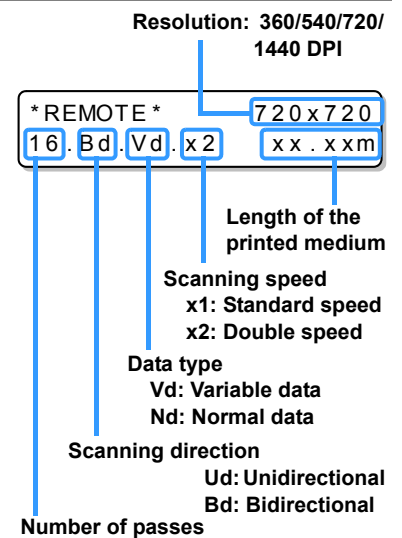 Resolution: 360/540/720/
1440 DPI
*REMOTE* 720x720
16.Bd.Vd.x2 xx.xxm
Length of the
printed medium
Scanning speed
x1: Standard speed
x2: Double speed
Data type
Vd: Variable data
Nd: Normal data
Scanning direction
Ud: Unidirectional
Bd: Bidirectional
Number of passes